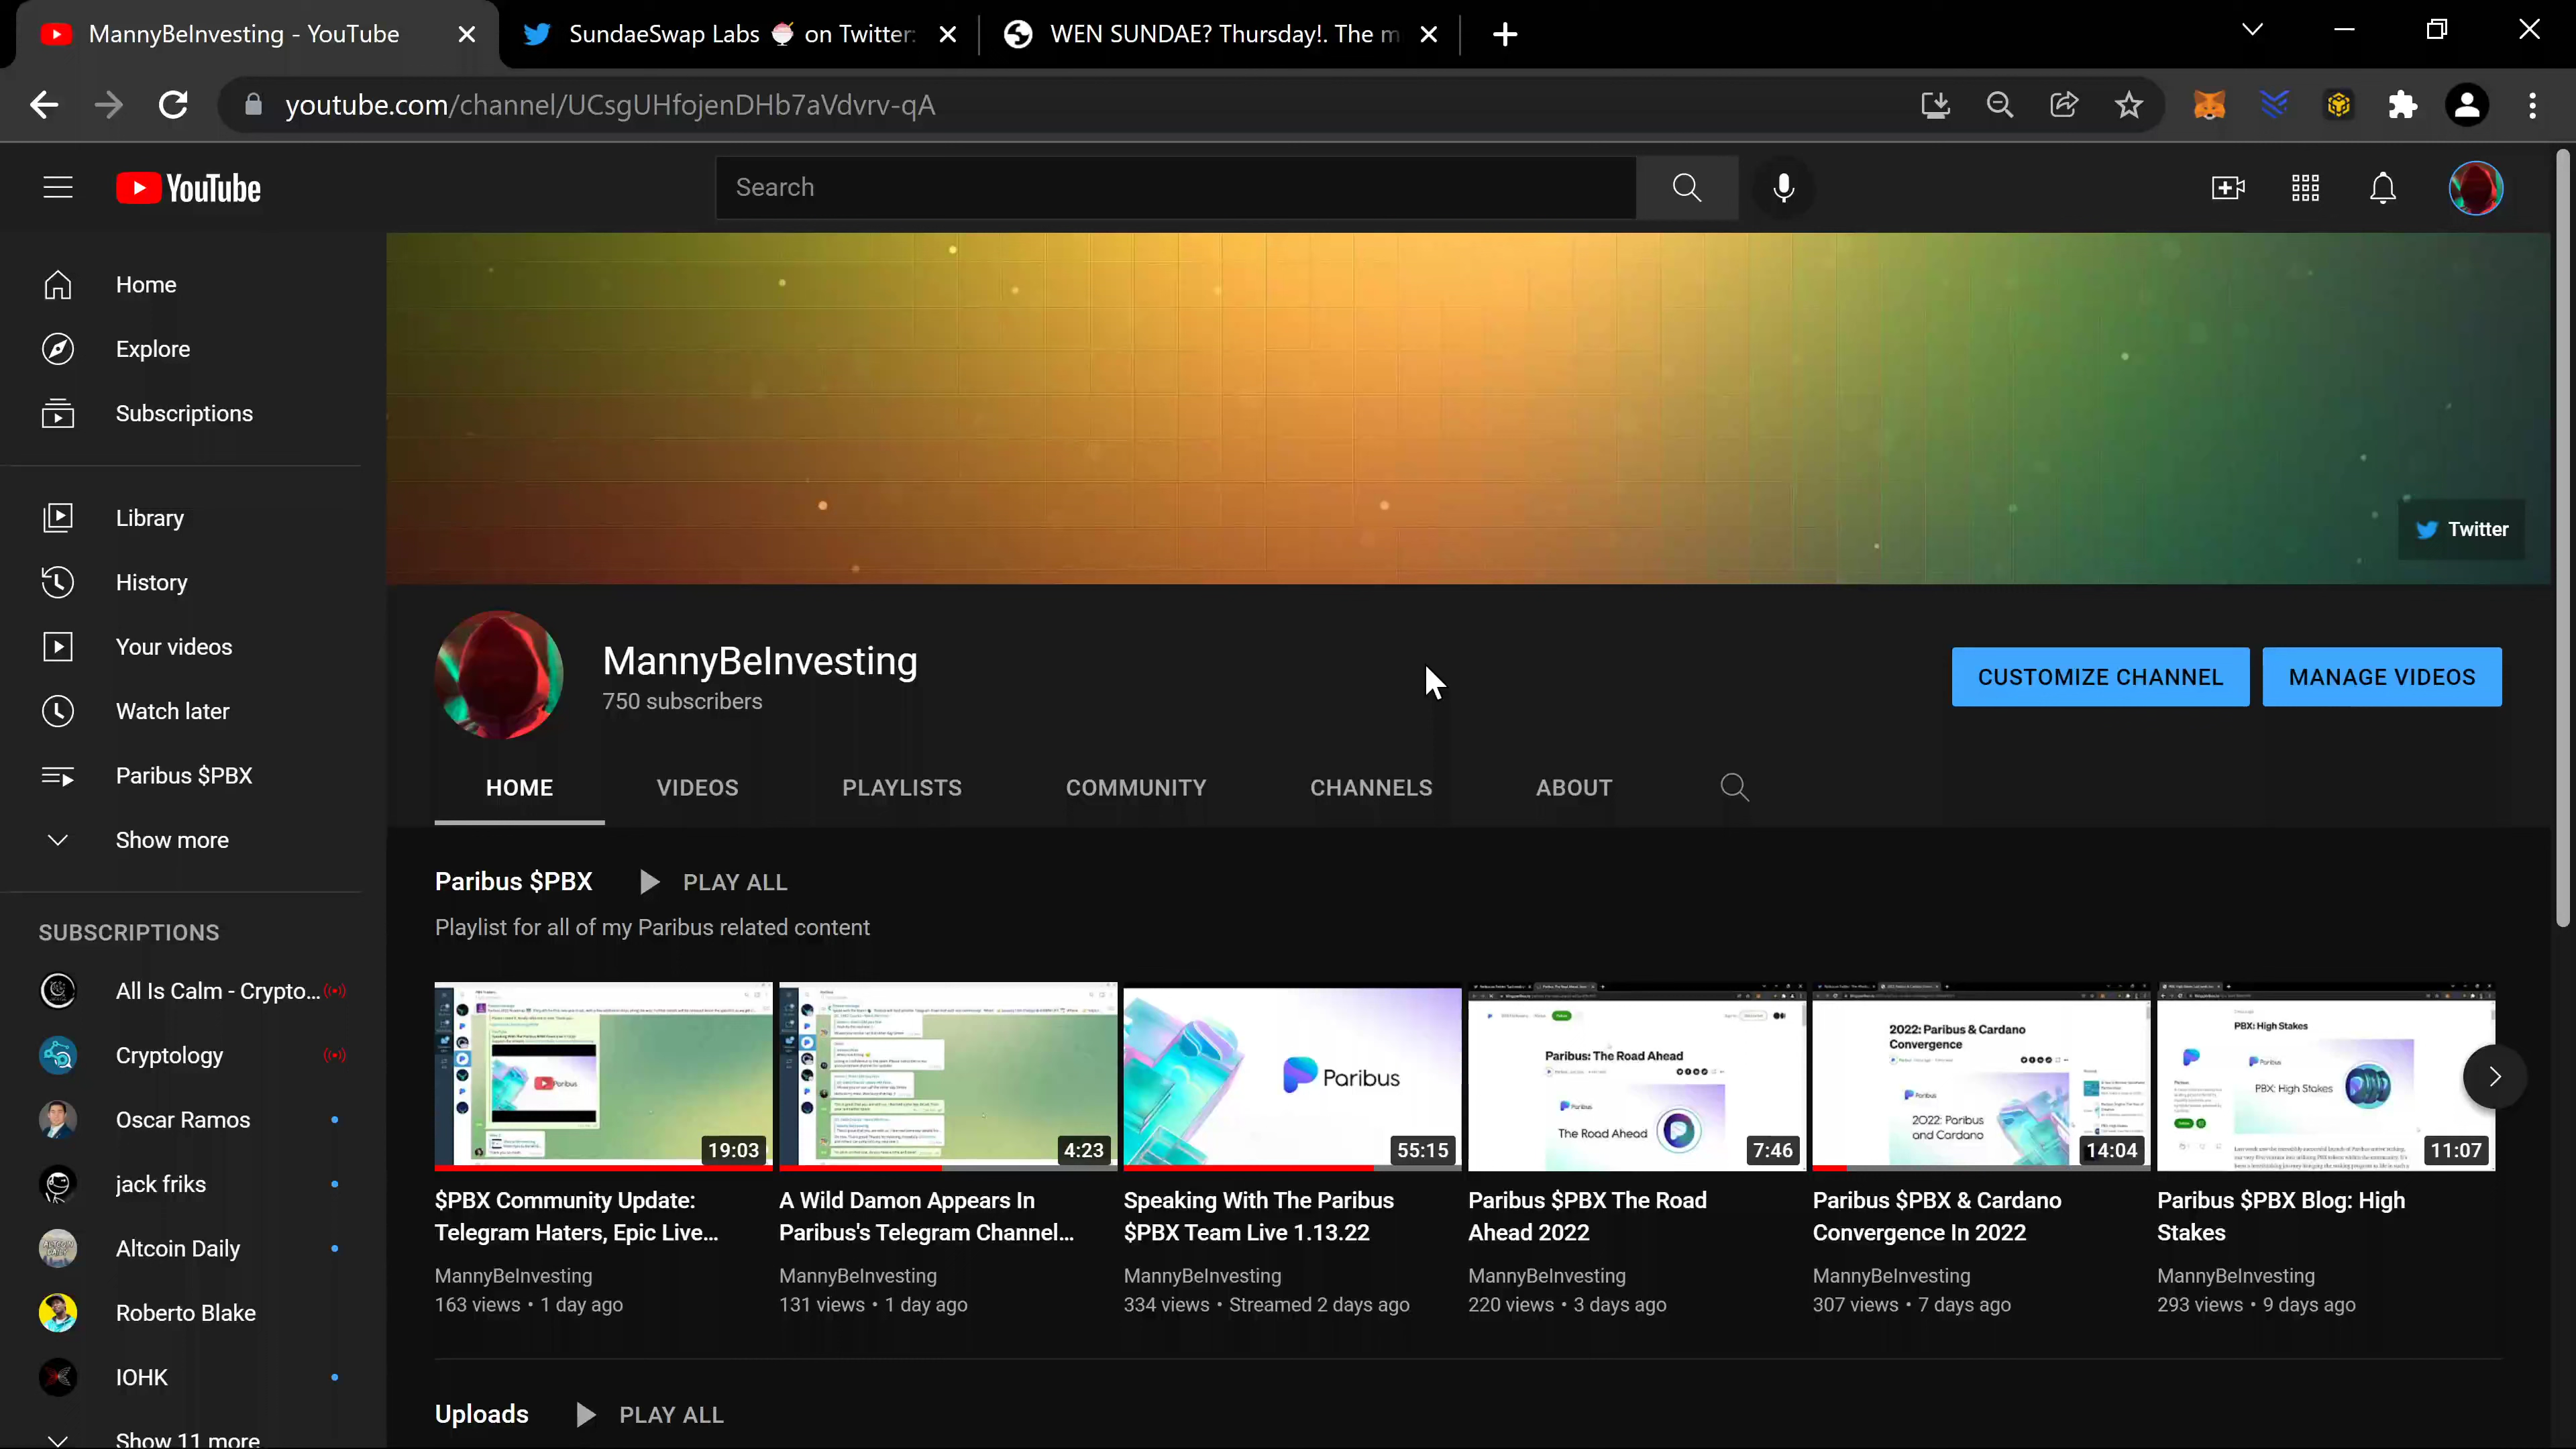 MannyBeInvesting - YouTube
SundaeSwap Labs 🍧 on Twitter:
WEN SUNDAE? Thursday!. The m
youtube.com/channel/UCsgUHfojenDHb7aVdvrv-qA
YouTube
Search
Home
Explore
Subscriptions
Library
History
Your videos
Watch later
Paribus $PBX
Show more
SUBSCRIPTIONS
All Is Calm - Crypto...
Cryptology
Oscar Ramos
jack friks
Altcoin Daily
Roberto Blake
IOHK
Show 11 more
Twitter
MannyBeInvesting
750 subscribers
CUSTOMIZE CHANNEL
MANAGE VIDEOS
HOME
VIDEOS
PLAYLISTS
COMMUNITY
CHANNELS
ABOUT
Paribus $PBX
PLAY ALL
Playlist for all of my Paribus related content
Paribus
19:03
$PBX Community Update:
Telegram Haters, Epic Live...
MannyBeInvesting
163 views • 1 day ago
4:23
A Wild Damon Appears In
Paribus's Telegram Channel...
MannyBeInvesting
131 views • 1 day ago
Paribus
55:15
Speaking With The Paribus
$PBX Team Live 1.13.22
MannyBeInvesting
334 views • Streamed 2 days ago
Paribus: The Road Ahead
Paribus
The Road Ahead
7:46
Paribus $PBX The Road
Ahead 2022
MannyBeInvesting
220 views • 3 days ago
2022: Paribus & Cardano
Convergence
Paribus
2022: Paribus
and Cardano
14:04
Paribus $PBX & Cardano
Convergence In 2022
MannyBeInvesting
307 views • 7 days ago
PBX: High Stakes
Paribus
PBX: High Stakes
11:07
Paribus $PBX Blog: High
Stakes
MannyBeInvesting
293 views • 9 days ago
Uploads
PLAY ALL